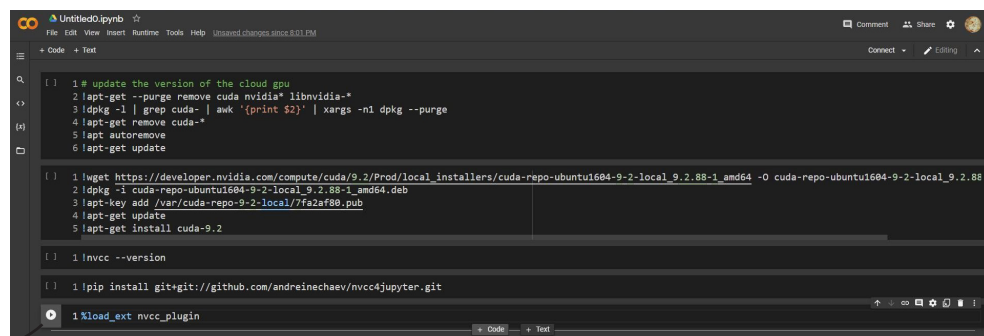 CO Untitled0.ipynb ☆
Comment Share
File Edit View Insert Runtime Tools Help Unsaved changes since 8:01 PM
+ Code + Text
Connect Editing
[ ] 1 # update the version of the cloud gpu
2 !apt-get --purge remove cuda nvidia* libnvidia-*
3 !dpkg -l | grep cuda- | awk '{print $2}' | xargs -n1 dpkg --purge
4 !apt-get remove cuda-*
5 !apt autoremove
6 !apt-get update
[ ] 1 !wget https://developer.nvidia.com/compute/cuda/9.2/Prod/local_installers/cuda-repo-ubuntu1604-9-2-local_9.2.88-1_amd64 -O cuda-repo-ubuntu1604-9-2-local_9.2.88
2 !dpkg -i cuda-repo-ubuntu1604-9-2-local_9.2.88-1_amd64.deb
3 !apt-key add /var/cuda-repo-9-2-local/7fa2af80.pub
4 !apt-get update
5 !apt-get install cuda-9.2
[ ] 1 !nvcc --version
[ ] 1 !pip install git+git://github.com/andreinechaev/nvcc4jupyter.git
1 %load_ext nvcc_plugin
+ Code + Text